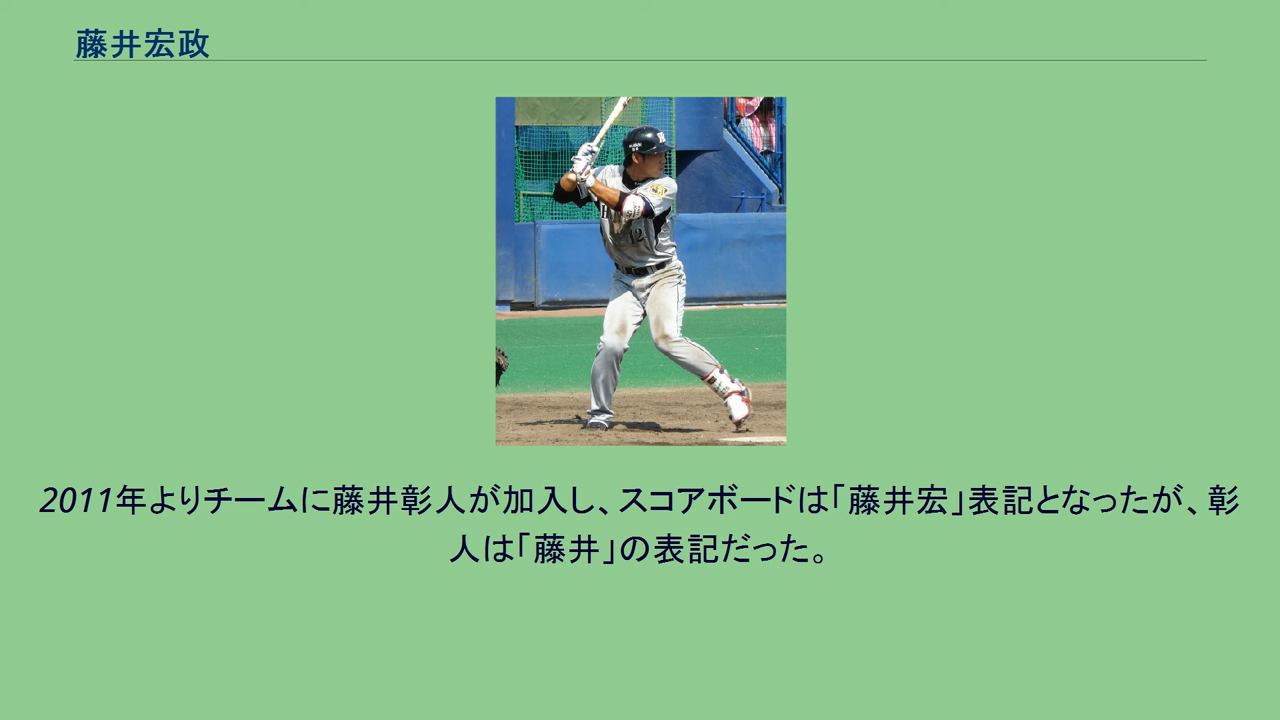 藤井宏政
12
2011年よりチームに藤井彰人が加入し、スコアボードは「藤井宏」表記となったが、彰
人は「藤井」の表記だった。